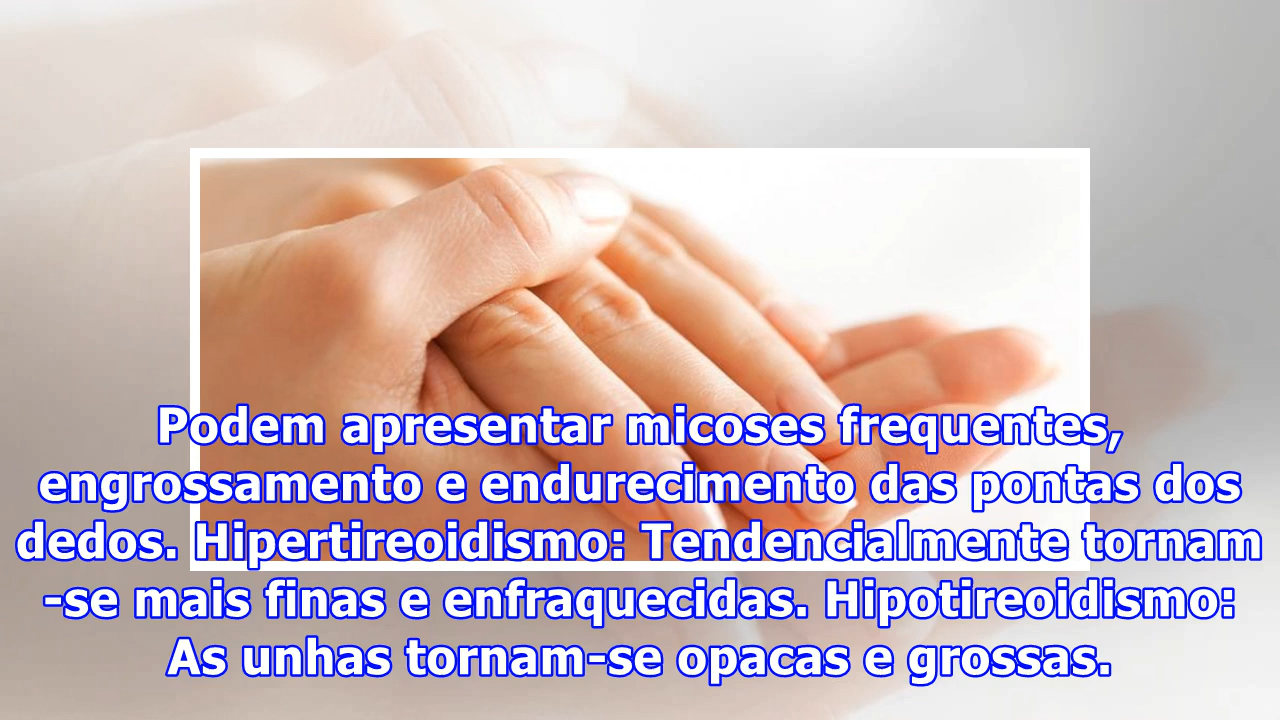 Podem apresentar micoses frequentes,
engrossamento e endurecimento das pontas dos
dedos. Hipertireoidismo: Tendencialmente tornam
-se mais finas e enfraquecidas. Hipotireoidismo:
As unhas tornam-se opacas e grossas.